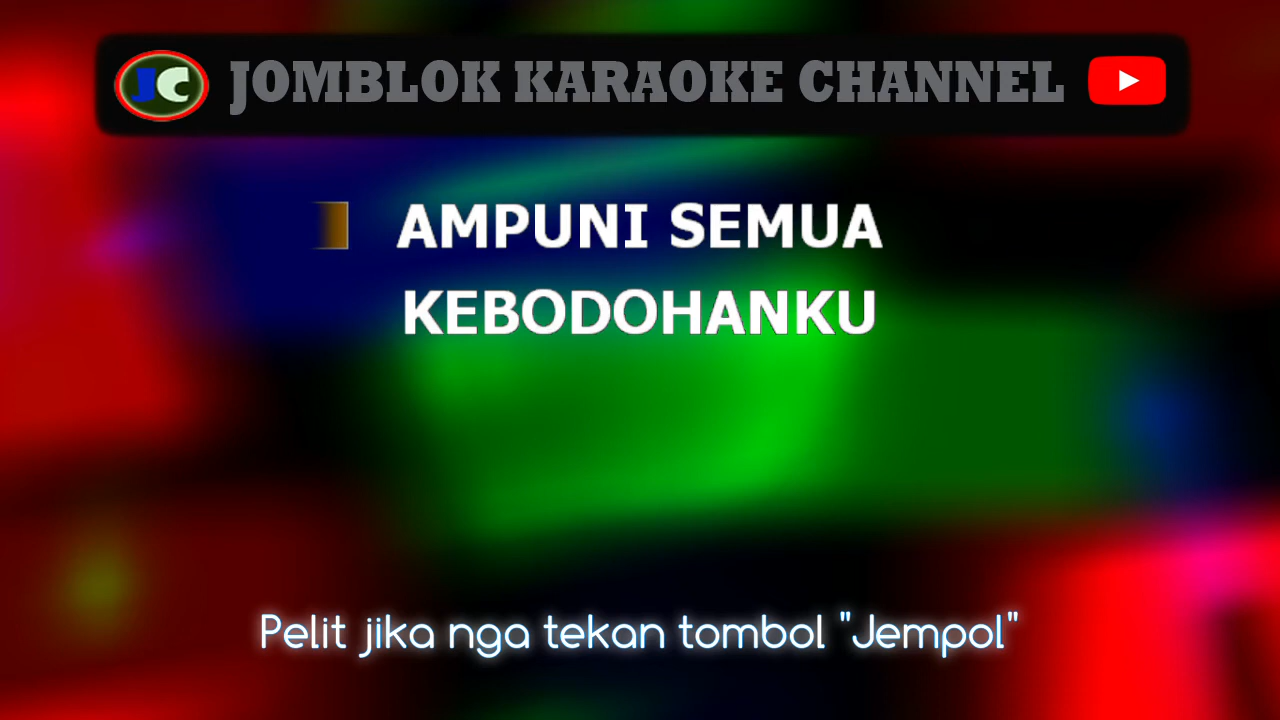 JC JOMBLOK KARAOKE CHANNEL
AMPUNI SEMUA
KEBODOHANKU
Pelit jika nga tekan tombol "Jempol"